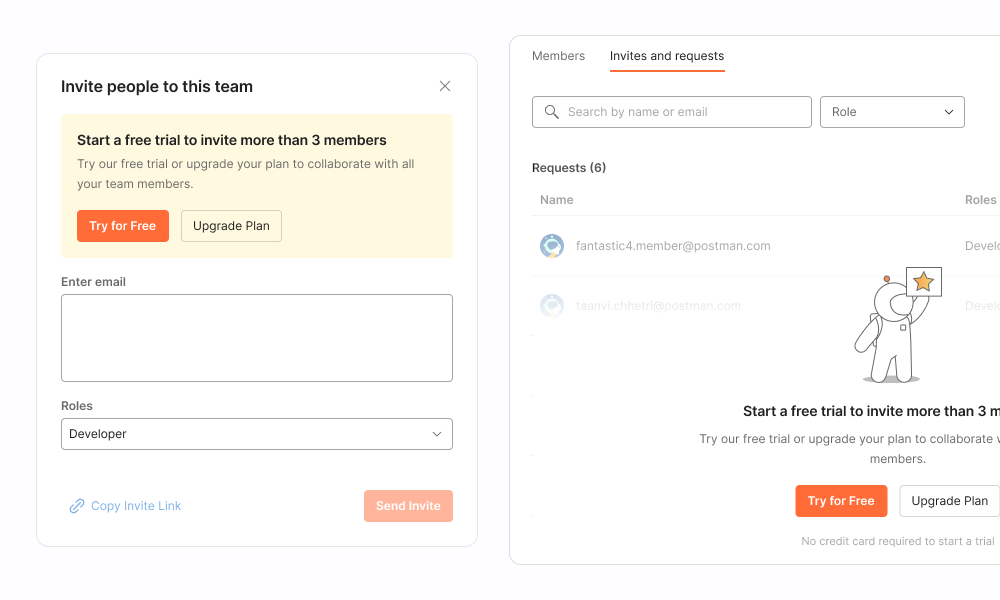 Invite people to this team
Start a free trial to invite more than 3 members
Try our free trial or upgrade your plan to collaborate with all
your team members.
Try for Free
Upgrade Plan
Enter email
Roles
Developer
Copy Invite Link
Send Invite
Members
Invites and requests
Search by name or email
Role
Requests (6)
Name
Roles
fantastic4.member@postman.com
Develo
taanvi.chhetri@postman.com
Develo
Start a free trial to invite more than 3 m
Try our free trial or upgrade your plan to collaborate w
members.
Try for Free
Upgrade Plan
No credit card required to start a trial